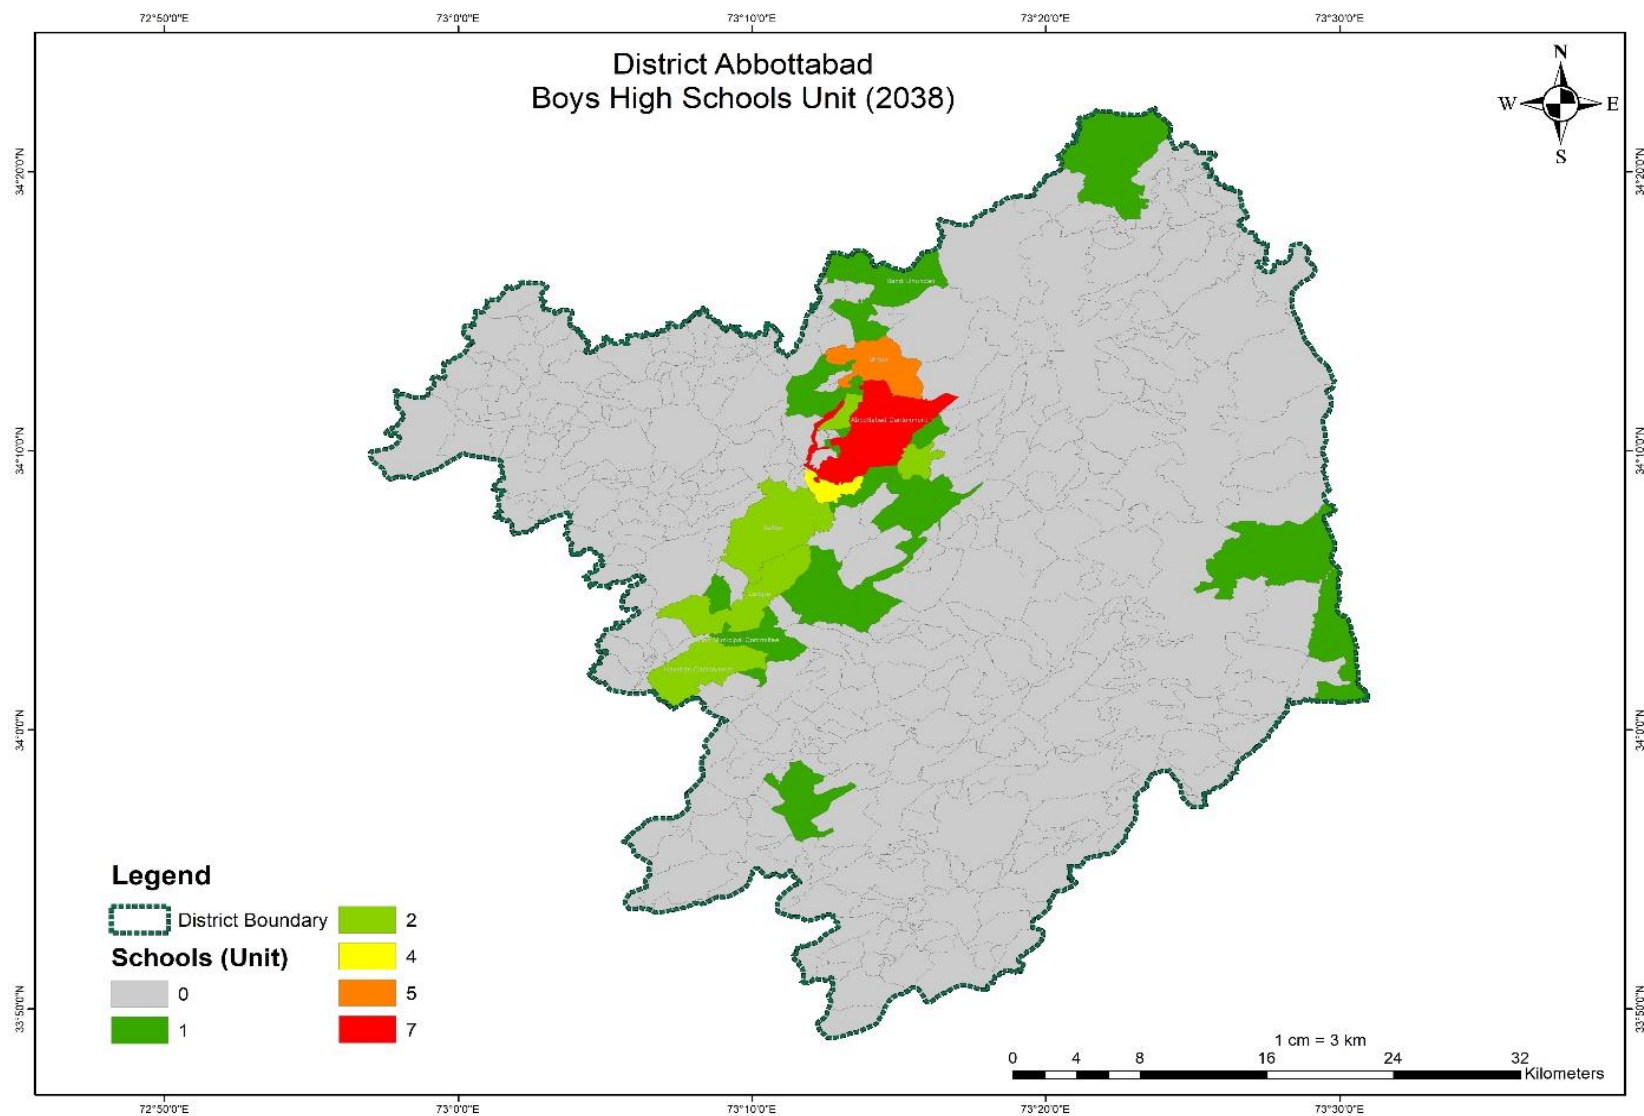 72°50'0"E 73°0'0"E 73°10'0"E 73°20'0"E 73°30'0"E
District Abbottabad
Boys High Schools Unit (2038)
N
W E
S
34°20'0"N 34°20'0"N
34°10'0"N 34°10'0"N
Abbottabad Cantonment
Municipal Committee
34°0'0"N 34°0'0"N
Legend
District Boundary
Schools (Unit)
0
1
2
4
5
7
33°50'0"N 33°50'0"N
1 cm = 3 km
0 4 8 16 24 32
Kilometers
72°50'0"E 73°0'0"E 73°10'0"E 73°20'0"E 73°30'0"E